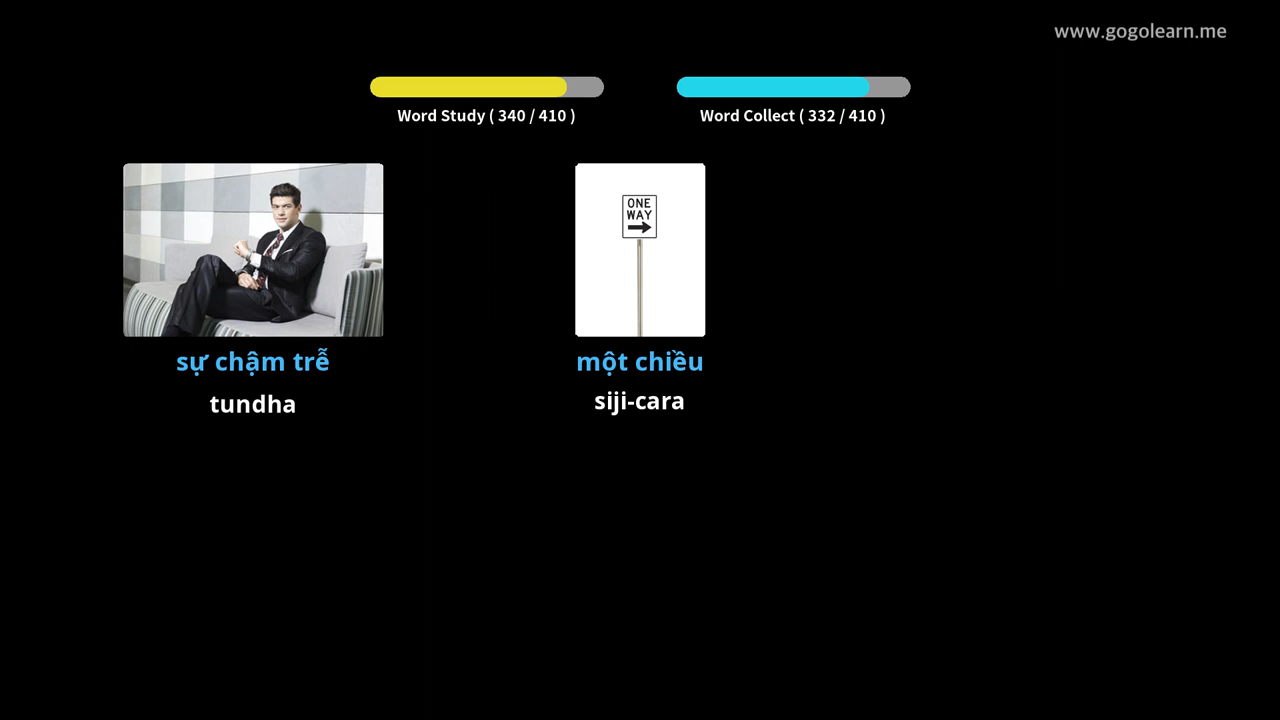 www.gogolearn.me
Word Study ( 340 / 410 )
Word Collect ( 332 / 410 )
ONE
WAY
sự chậm trễ
một chiều
tundha
siji-cara